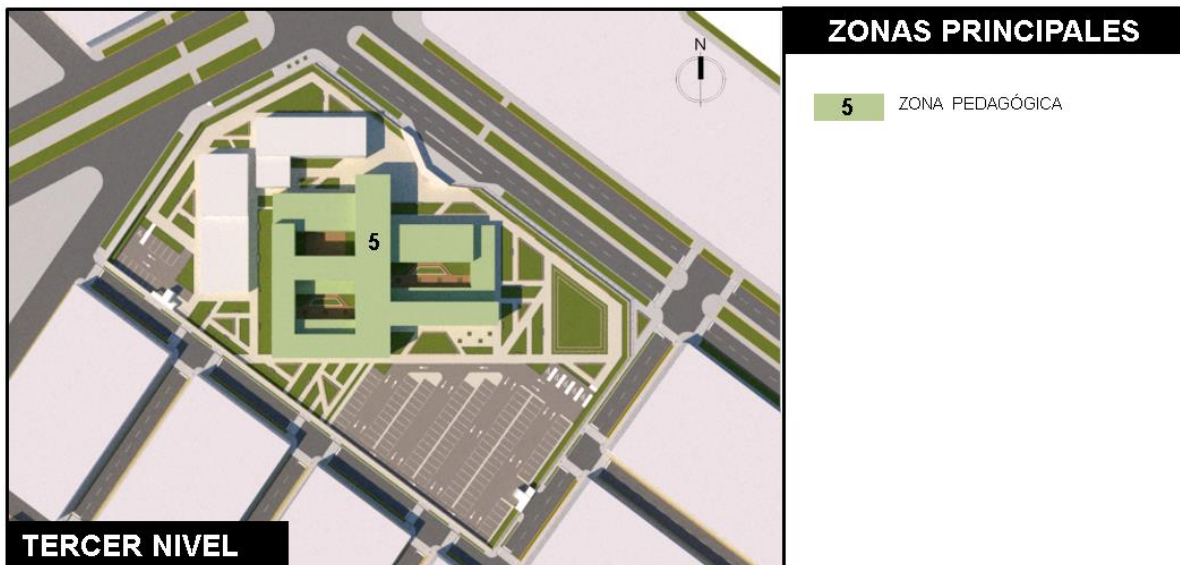 ZONAS PRINCIPALES
5 ZONA PEDAGÓGICA
N
5
TERCER NIVEL